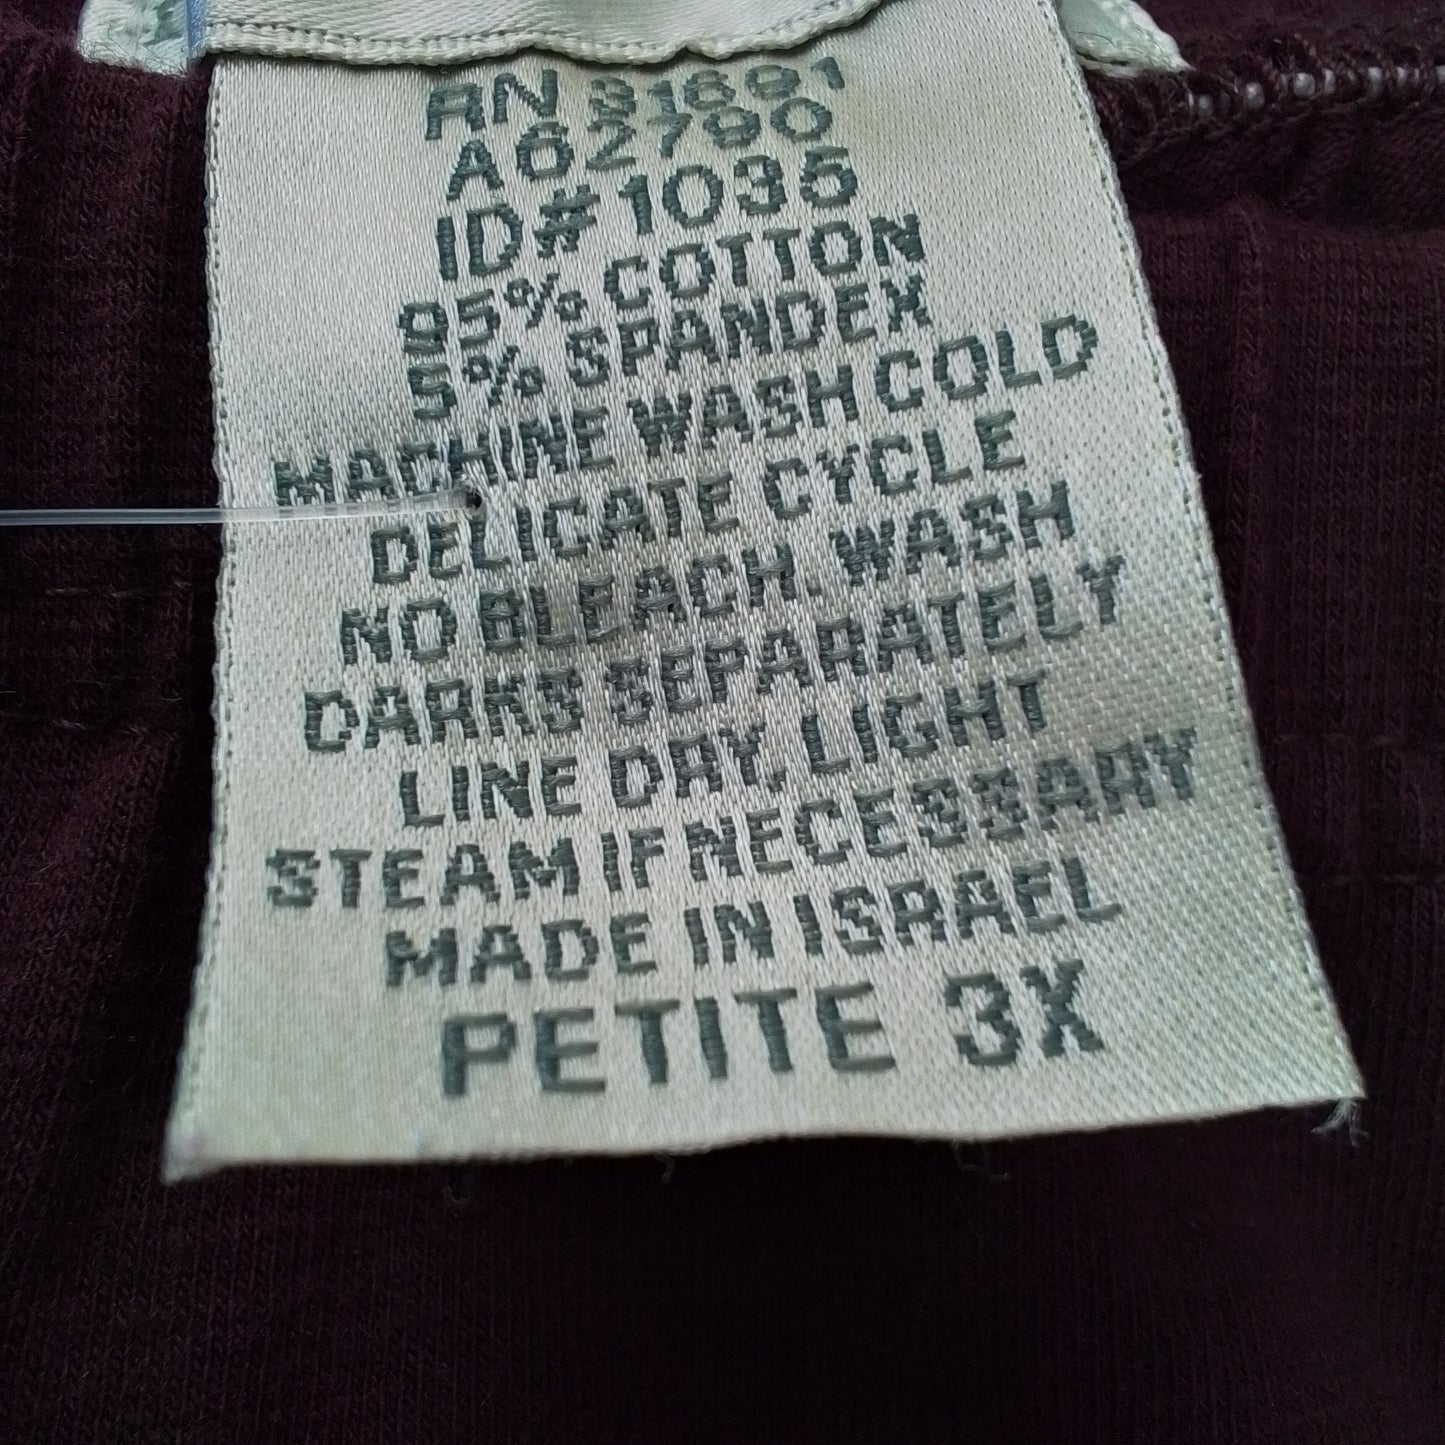 RN 31691
A62790
ID#1035
95% COTTON
5% SPANDEX
MACHINE WASH COLD
DELICATE CYCLE
NO BLEACH. WASH
DARKS SEPARATELY
LINE DRY, LIGHT
STEAM IF NECESSARY
MADE IN ISRAEL
PETITE 3X